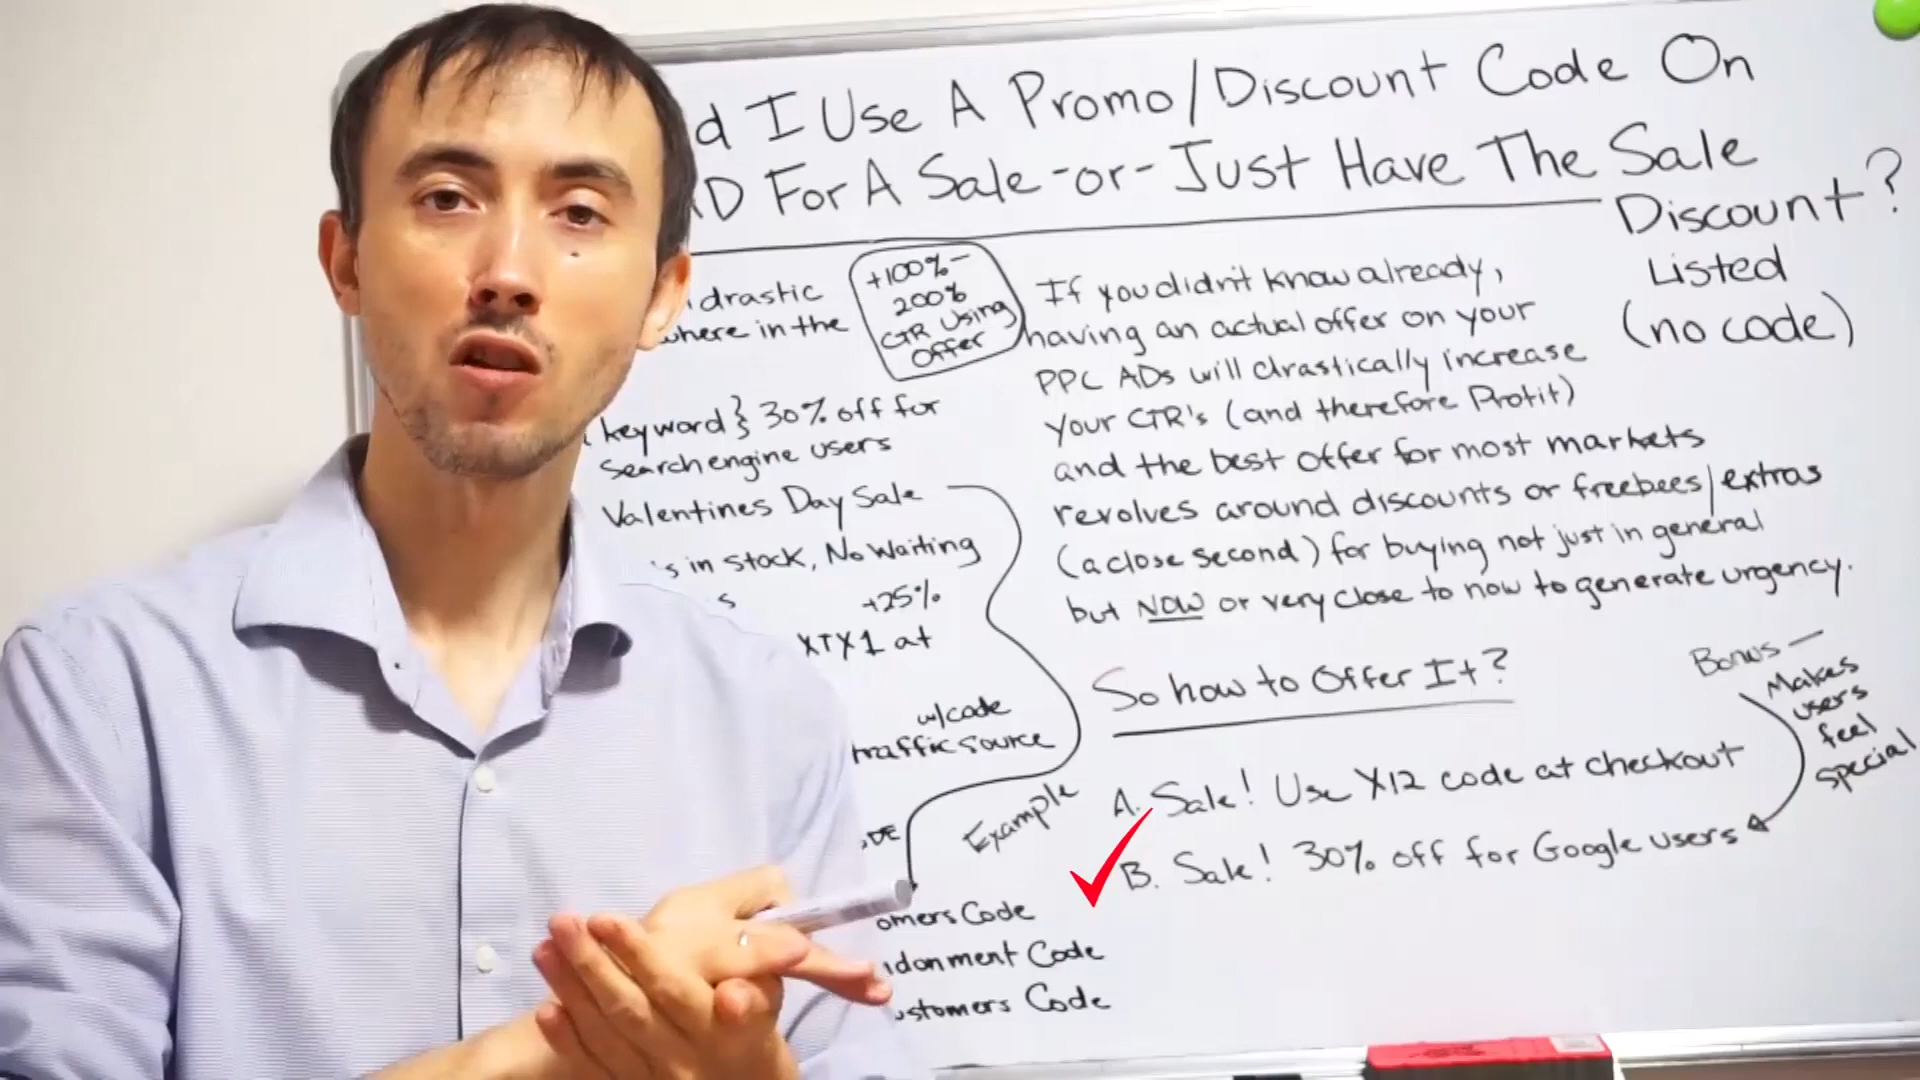 I Use A Promo/Discount Code On
For A Sale -or- Just Have The Sale
Discount?
Listed
(no code)
drastic
where in the
+100%-
200%
CTR Using
Offer
If you didn't know already,
having an actual offer on your
PPC ADs will drastically increase
Your CTR's (and therefore Profit)
and the best offer for most markets
revolves around discounts or freebees/extras
(a close second) for buying not just in general
but NOW or very close to now to generate urgency.
keyword} 30% off for
Search engine users
Valentines Day Sale
in stock, No Waiting
+25%
XTX1 at
w/code
traffic source
Example
Code
Code
Code
So how to Offer It?
A. Sale! Use X12 code at checkout
B. Sale! 30% off for Google users
Bonus -
Makes
users
feel
special